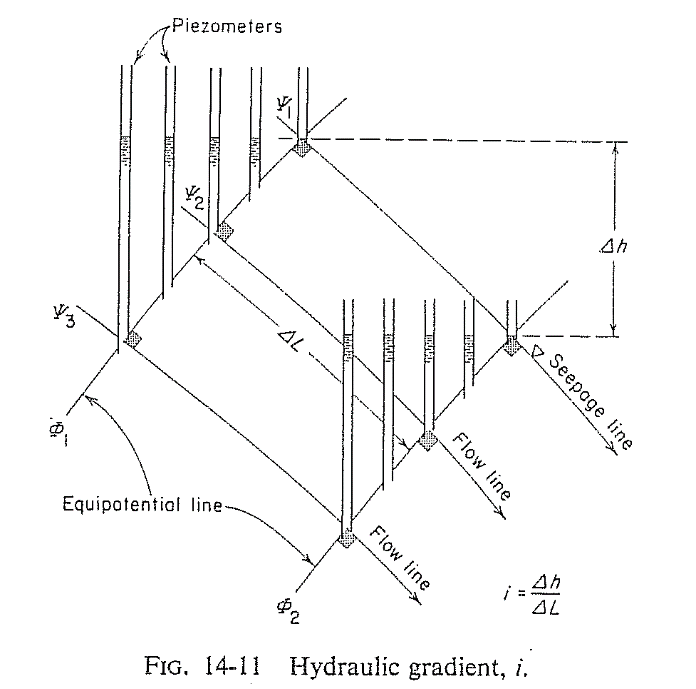 Piezometers
Ψ1
Ψ2
Δh
Ψ3
ΔL
▽ Seepage line
Φ1
Flow line
Equipotential line
Flow line
i = Δh
ΔL
Φ2
FIG. 14-11 Hydraulic gradient, i.